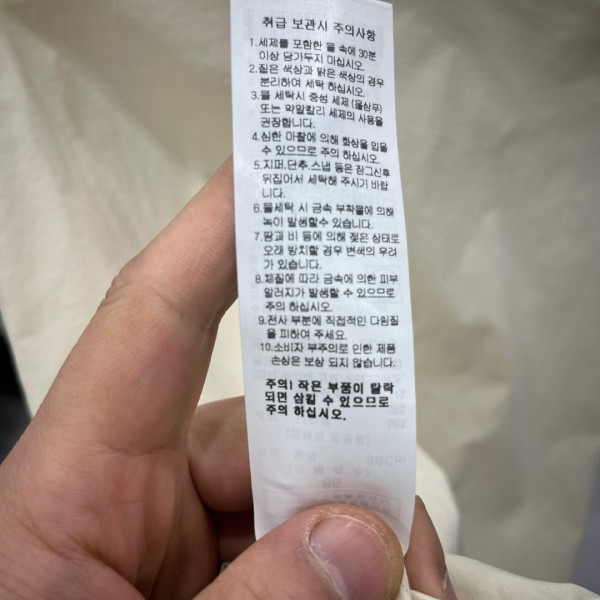 취급 보관시 주의사항
1.세제를 포함한 물 속에 30분
이상 담가두지 마십시오.
2.짙은 색상과 밝은 색상의 경우
분리하여 세탁 하십시오.
3.물 세탁시 중성 세제(울샴푸)
또는 약알칼리 세제의 사용을
권장합니다.
4.심한 마찰에 의해 화상을 입을
수 있으므로 주의 하십시오
5.지퍼,단추,스냅 등은 잠그신후
뒤집어서 세탁해 주시기 바랍
니다.
6.물세탁 시 금속 부착물에 의해
녹이 발생할수 있습니다.
7.땀과 비 등에 의해 젖은 상태로
오래 방치할 경우 변색의 우려
가 있습니다.
8.체질에 따라 금속에 의한 피부
알러지가 발생할 수 있으므로
주의 하십시오.
9.전사 부분에 직접적인 다림질
을 피하여 주세요.
10.소비자 부주의로 인한 제품
손상은 보상 되지 않습니다.
주의! 작은 부품이 탈락
되면 삼킬 수 있으므로
주의 하십시오.